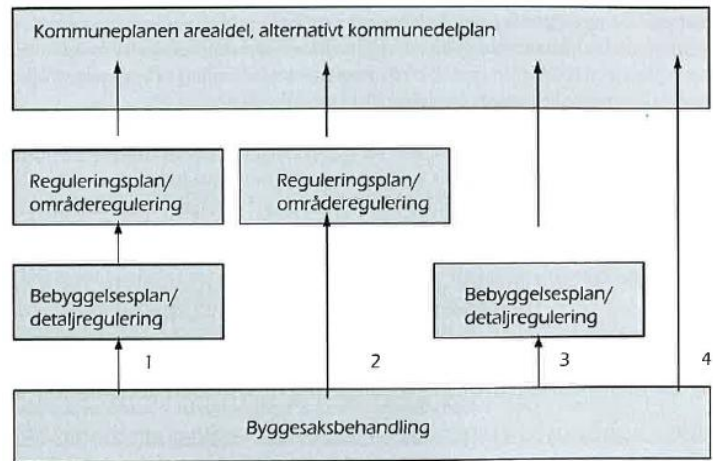 Kommuneplanen arealdel, alternativt kommunedelplan
Reguleringsplan/
områderegulering
Reguleringsplan/
områderegulering
Bebyggelsesplan/
detaljregulering
Bebyggelsesplan/
detaljregulering
1
2
3
4
Byggesaksbehandling